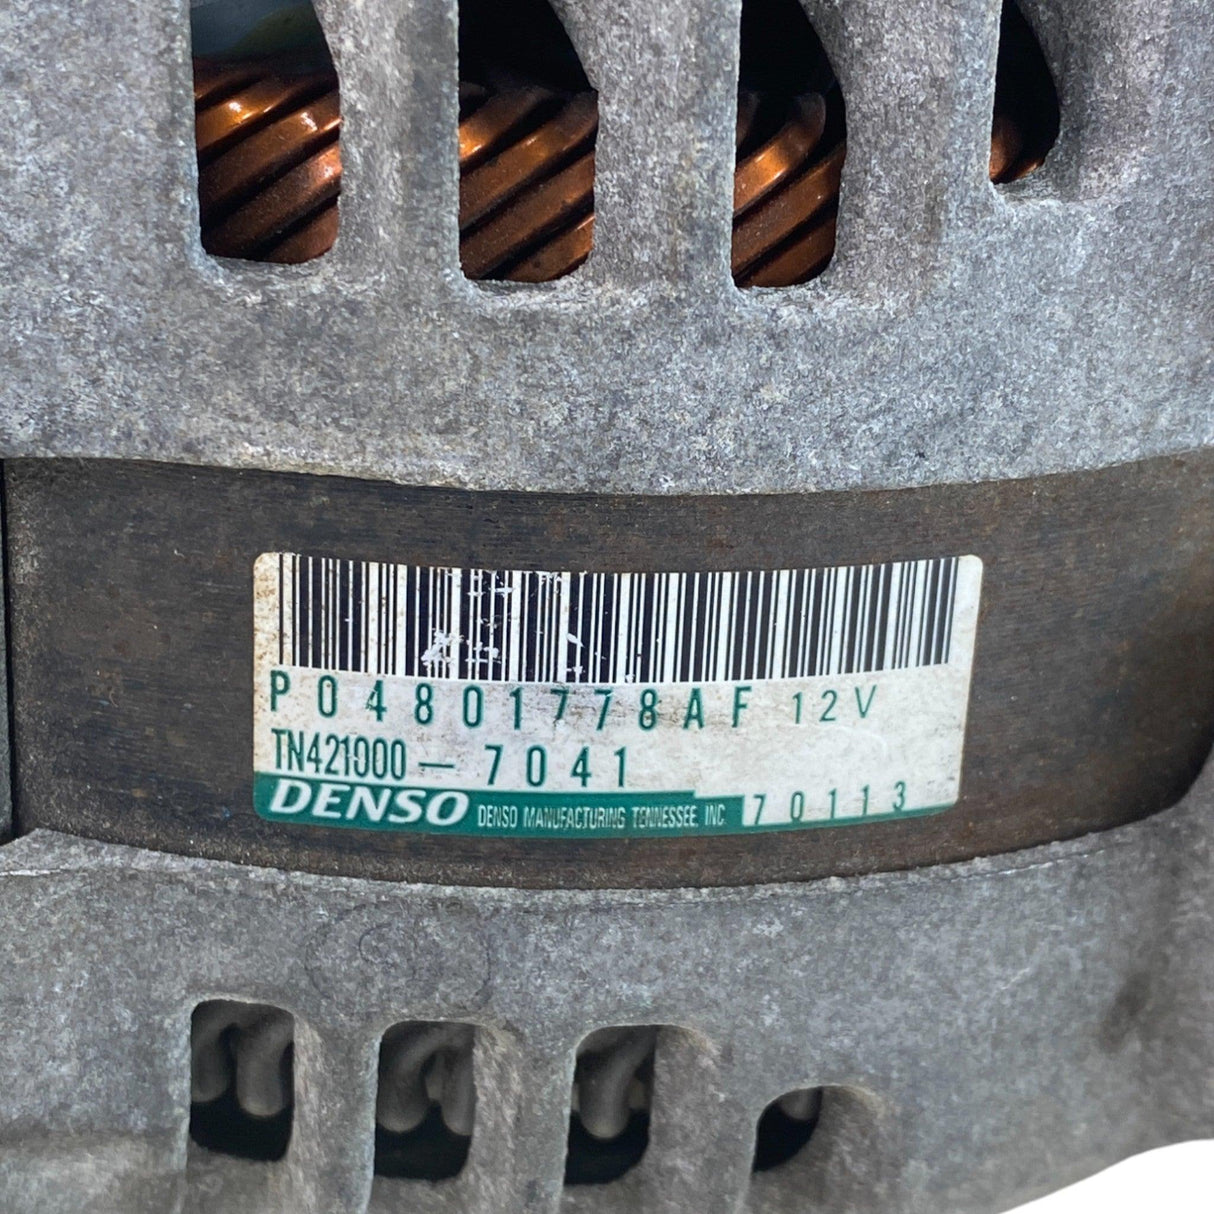 P04801778AF 12V
TN421000-7041
DENSO DENSO MANUFACTURING TENNESSEE, INC 70113